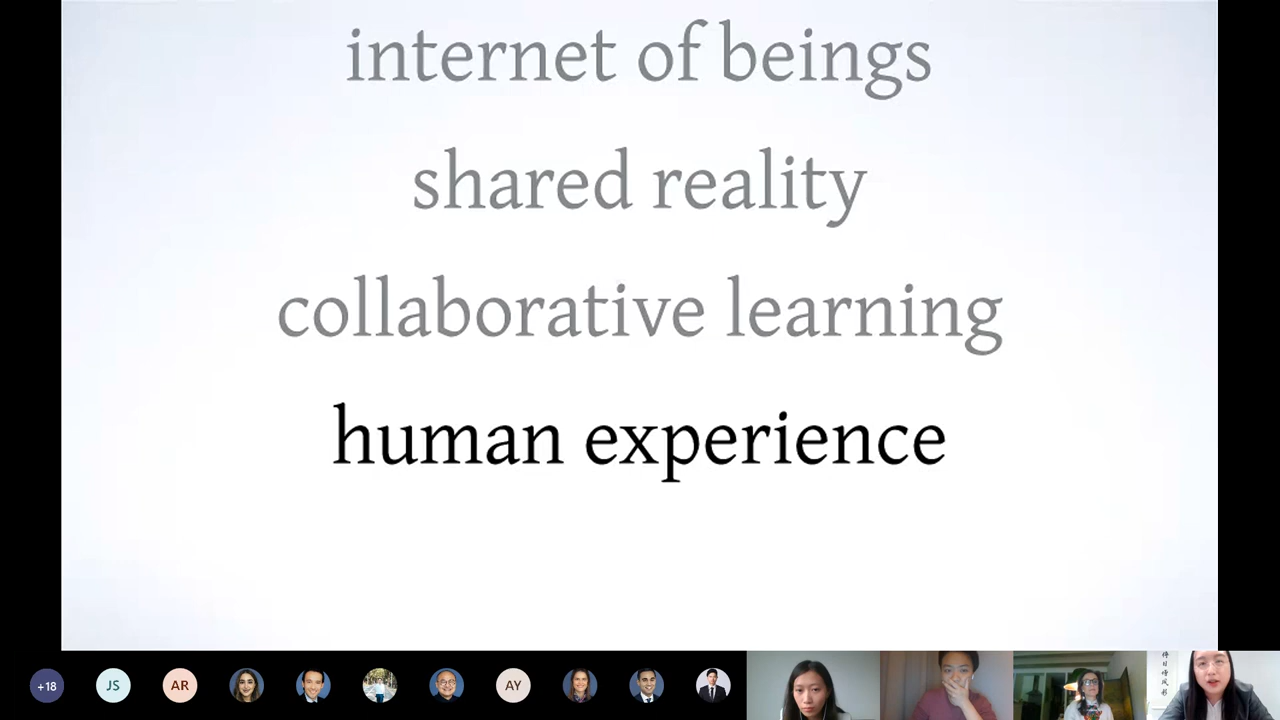 internet of beings
shared reality
collaborative learning
human experience
+18
JS
AR
AY